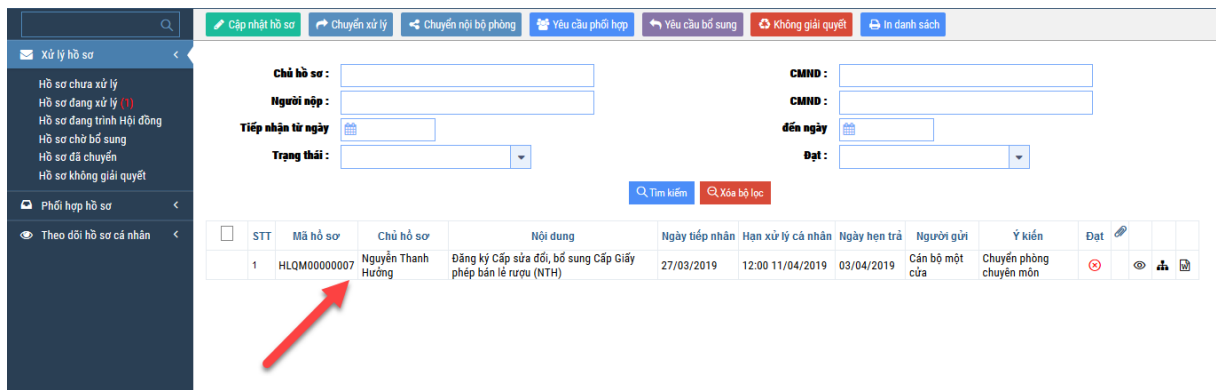 Cập nhật hồ sơ Chuyển xử lý Chuyển nội bộ phòng Yêu cầu phối hợp Yêu cầu bổ sung Không giải quyết In danh sách
Xử lý hồ sơ
Hồ sơ chưa xử lý
Hồ sơ đang xử lý (1)
Hồ sơ đang trình Hội đồng
Hồ sơ chờ bổ sung
Hồ sơ đã chuyển
Hồ sơ không giải quyết
Phối hợp hồ sơ
Theo dõi hồ sơ cá nhân
Chủ hồ sơ : CMND :
Người nộp : CMND :
Tiếp nhận từ ngày đến ngày
Trạng thái : Đạt :
Tìm kiếm Xóa bộ lọc
STT Mã hồ sơ Chủ hồ sơ Nội dung Ngày tiếp nhân Hạn xử lý cá nhân Ngày hẹn trả Người gửi Ý kiến Đạt
1 HLQM00000007 Nguyễn Thanh Hưởng Đăng ký Cấp sửa đổi, bổ sung Cấp Giấy 27/03/2019 12:00 11/04/2019 03/04/2019 Cán bộ một Chuyển phòng
phép bán lẻ rượu (NTH) cửa chuyên môn